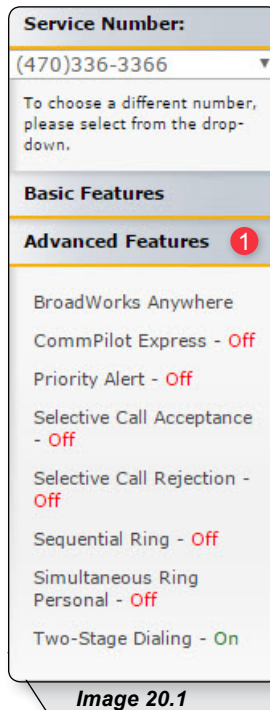 Service Number:
(470)336-3366
To choose a different number,
please select from the drop-
down.
Basic Features
Advanced Features 1
BroadWorks Anywhere
CommPilot Express - Off
Priority Alert - Off
Selective Call Acceptance
- Off
Selective Call Rejection -
Off
Sequential Ring - Off
Simultaneous Ring
Personal - Off
Two-Stage Dialing - On
Image 20.1